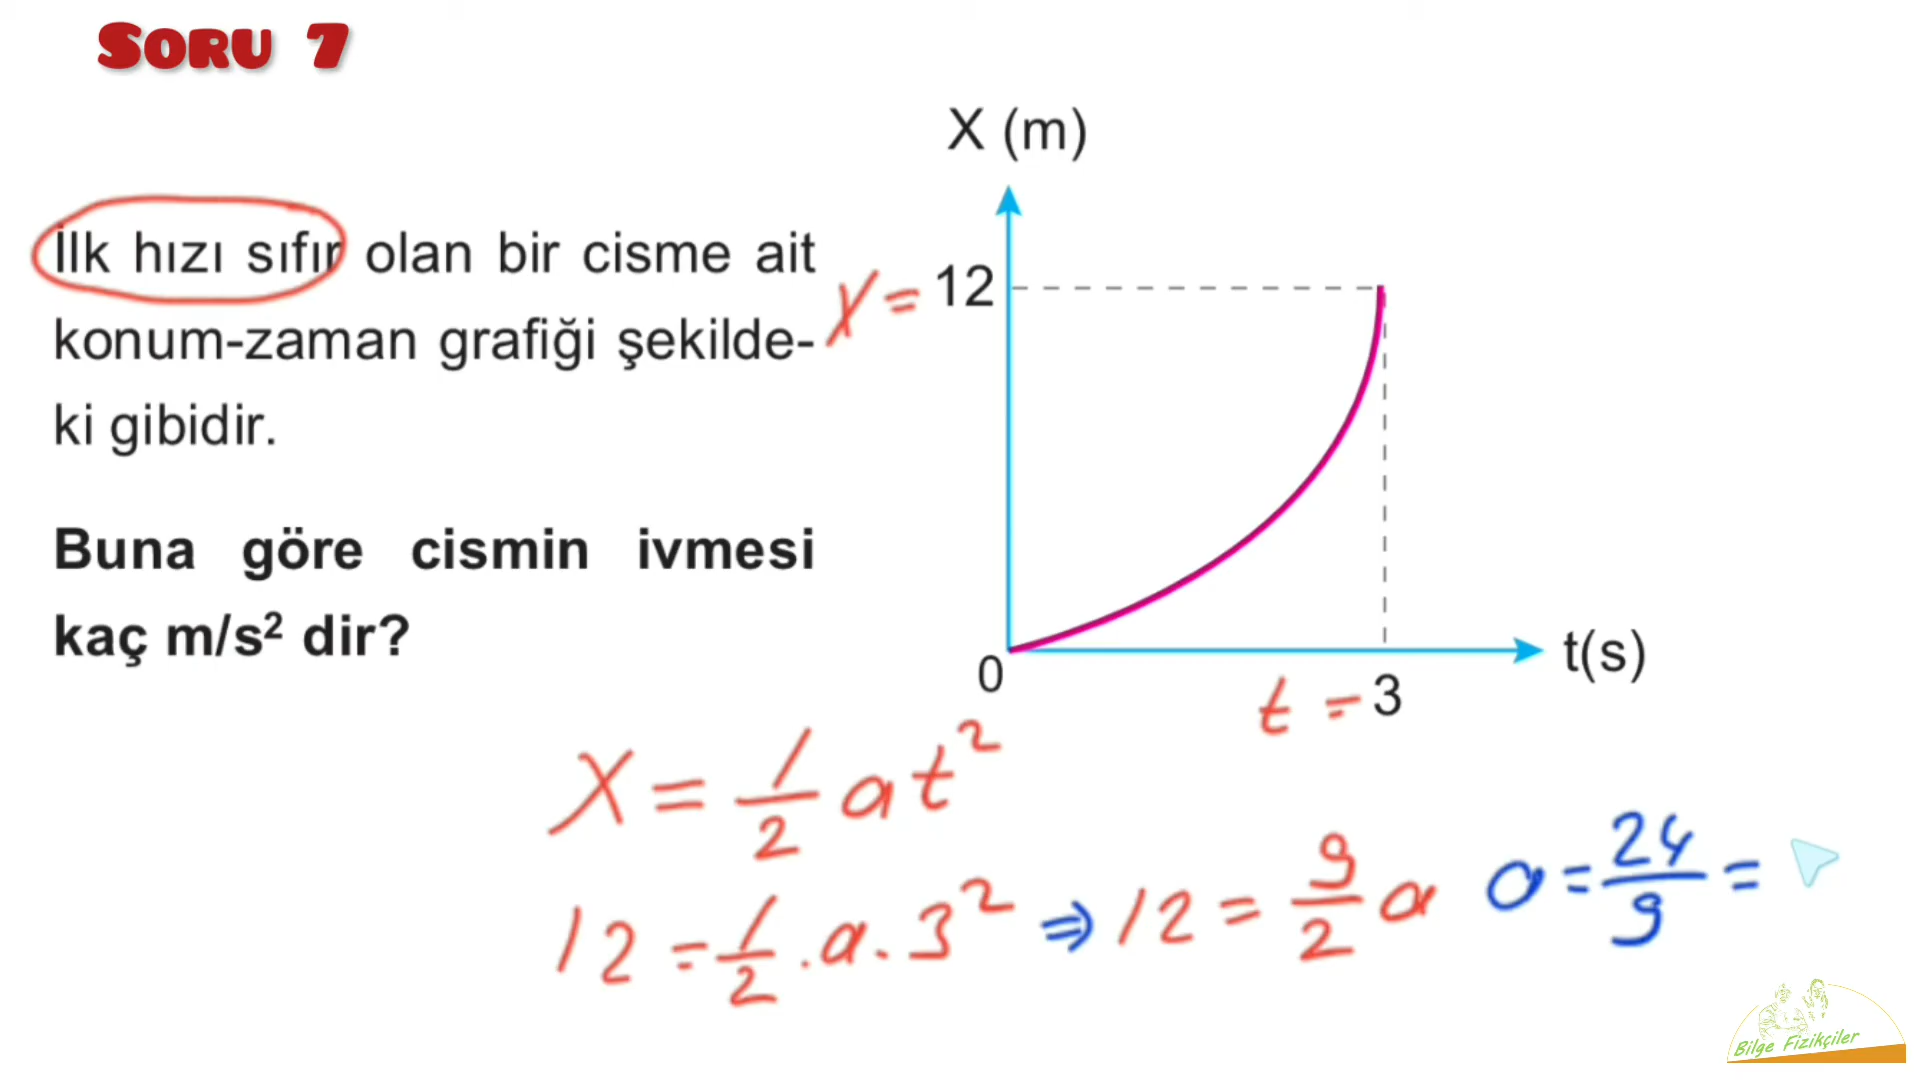 SORU 7
X (m)
İlk hızı sıfır olan bir cisme ait
konum-zaman grafiği şekilde-
ki gibidir.
X = 12
Buna göre cismin ivmesi
kaç m/s² dir?
0
t = 3
t(s)
X = 1/2 a t²
12 = 1/2 . a . 3² ⇒ 12 = 9/2 a
a = 24/9 =
Bilge Fizikçiler